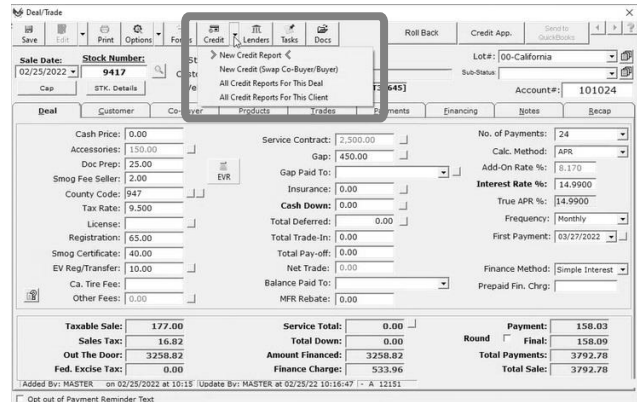 Deal/Trade
Save Edit Print Options Forms Credit Lenders Tasks Docs Roll Back Credit App. Send to QuickBooks
Sale Date: Stock Number:
02/25/2022 9417
Cap STK. Details
New Credit Report
New Credit (Swap Co-Buyer/Buyer)
All Credit Reports For This Deal
All Credit Reports For This Client
Lot#: 00-California
Sub-Status:
645]
Account#: 101024
Deal Customer Co-Buyer Products Trades Payments Financing Notes Recap
Cash Price: 0.00
Accessories: 150.00
Doc Prep: 25.00
Smog Fee Seller: 2.00
County Code: 947
Tax Rate: 9.500
License:
Registration: 65.00
Smog Certificate: 40.00
EV Reg/Transfer: 10.00
Ca. Tire Fee:
Other Fees: 0.00
EVR
Service Contract: 2,500.00
Gap: 450.00
Gap Paid To:
Insurance: 0.00
Cash Down: 0.00
Total Deferred: 0.00
Total Trade-In: 0.00
Total Pay-off: 0.00
Net Trade: 0.00
Balance Paid To:
MFR Rebate: 0.00
No. of Payments: 24
Calc. Method: APR
Add-On Rate %: 8.170
Interest Rate %: 14.9900
True APR %: 14.9900
Frequency: Monthly
First Payment: 03/27/2022
Finance Method: Simple Interest
Prepaid Fin. Chrg:
Taxable Sale: 177.00
Sales Tax: 16.82
Out The Door: 3258.82
Fed. Excise Tax: 0.00
Service Total: 0.00
Total Down: 0.00
Amount Financed: 3258.82
Finance Charge: 533.96
Payment: 158.03
Round Final: 158.09
Total Payments: 3792.78
Total Sale: 3792.78
Added By: MASTER on 02/25/2022 at 10:15 Update By: MASTER at 02/25/22 10:16:47 - A 12151
Opt out of Payment Reminder Text